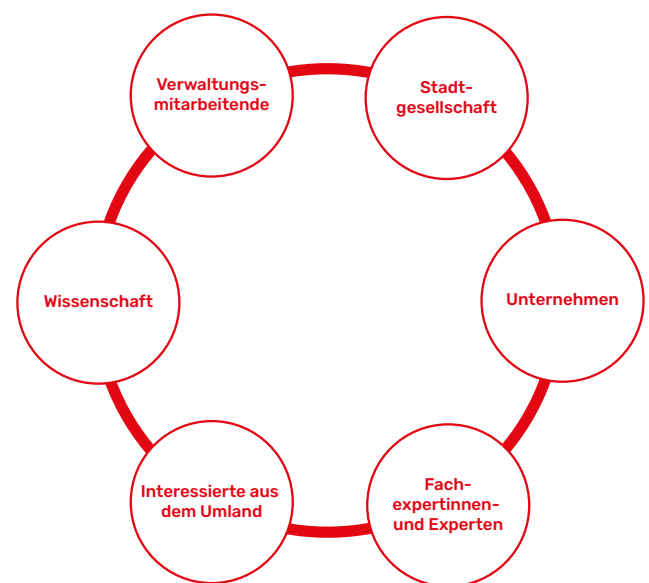 Verwaltungs-
mitarbeitende
Stadt-
gesellschaft
Wissenschaft
Unternehmen
Interessierte aus
dem Umland
Fach-
expertinnen-
und Experten